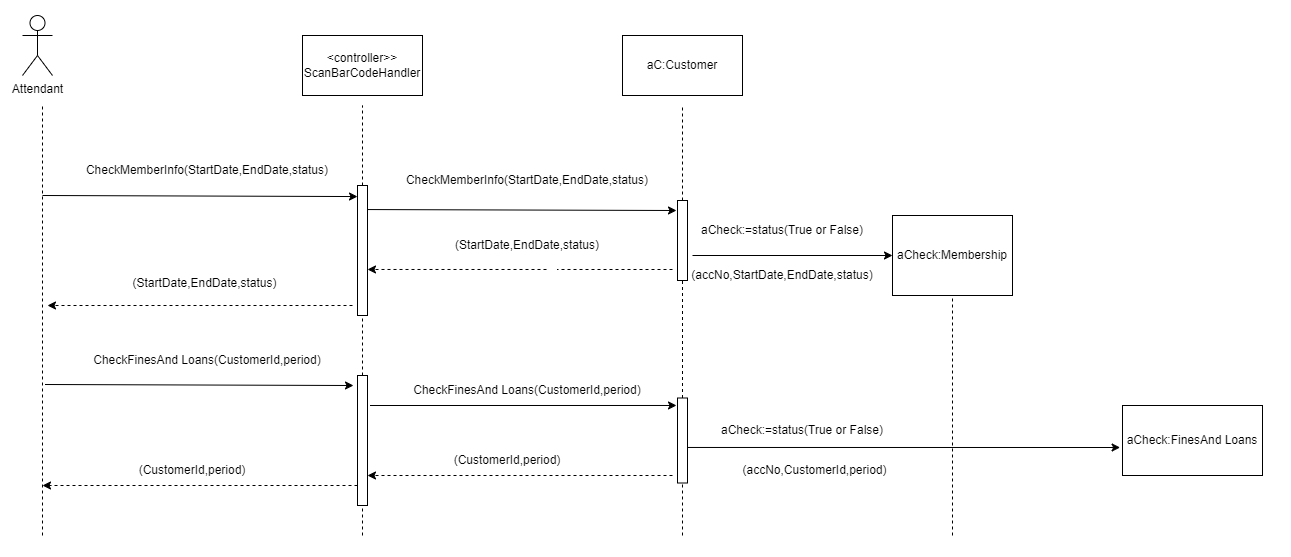 Attendant
<controller>>
ScanBarCodeHandler
aC:Customer
CheckMemberInfo(StartDate,EndDate,status)
CheckMemberInfo(StartDate,EndDate,status)
aCheck:=status(True or False)
(accNo,StartDate,EndDate,status)
aCheck:Membership
(StartDate,EndDate,status)
(StartDate,EndDate,status)
CheckFinesAnd Loans(CustomerId,period)
CheckFinesAnd Loans(CustomerId,period)
aCheck:=status(True or False)
(accNo,CustomerId,period)
aCheck:FinesAnd Loans
(CustomerId,period)
(CustomerId,period)